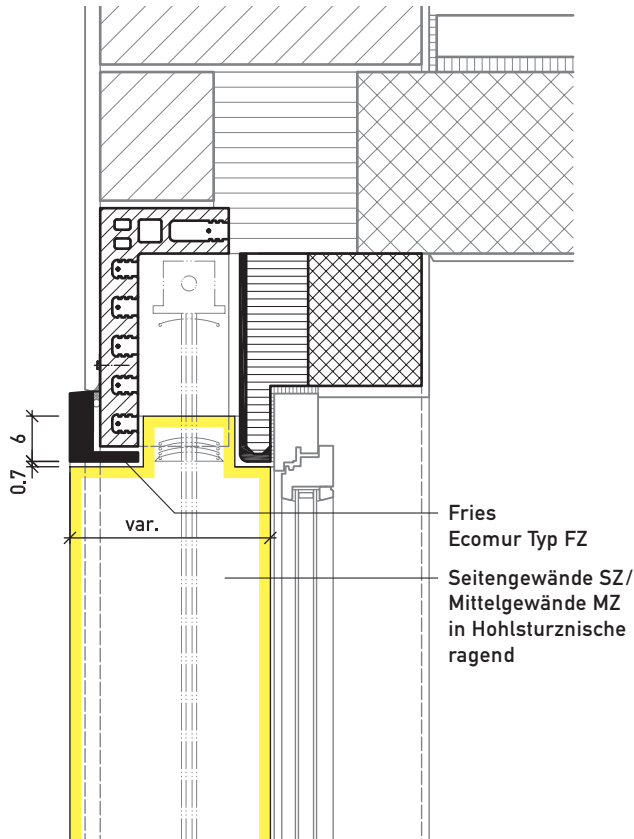 6
0.7
var.
Fries
Ecomur Typ FZ
Seitengewände SZ/
Mittelgewände MZ
in Hohlsturznische
ragend